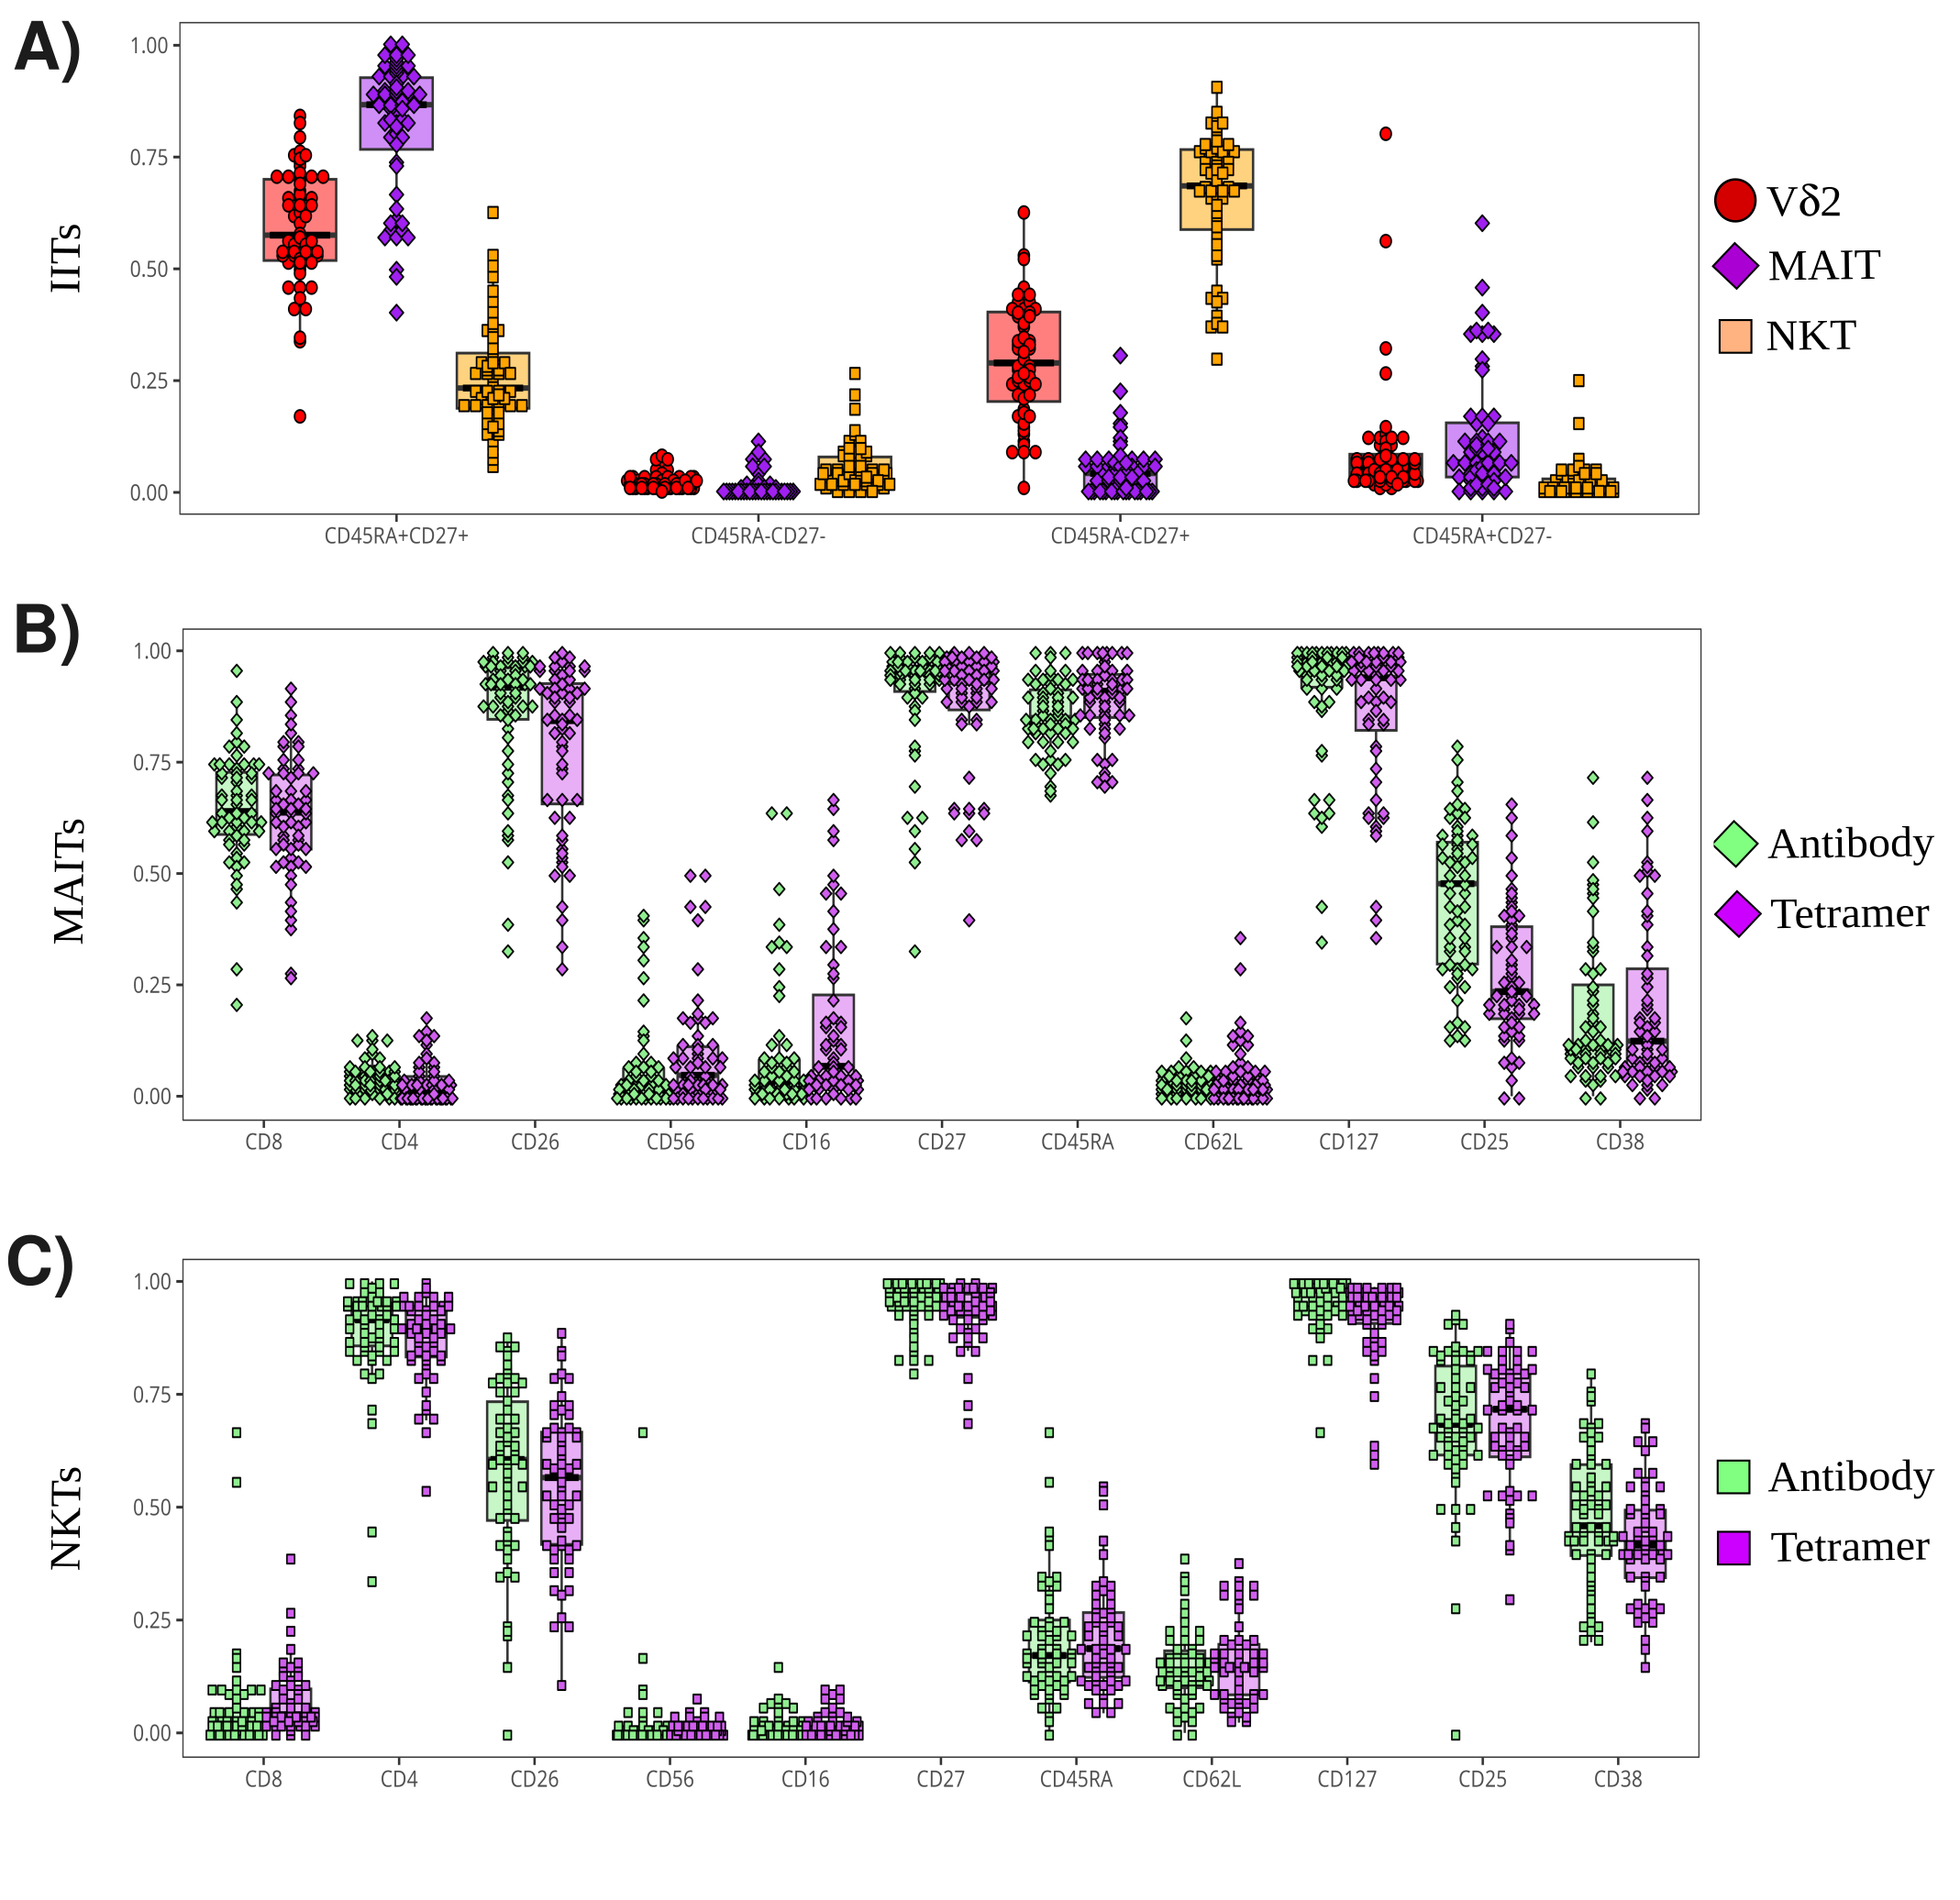 A)
IITs
1.00
0.75
0.50
0.25
0.00
CD45RA+CD27+
CD45RA-CD27-
CD45RA-CD27+
CD45RA+CD27-
Vδ2
MAIT
NKT
B)
MAITs
1.00
0.75
0.50
0.25
0.00
CD8
CD4
CD26
CD56
CD16
CD27
CD45RA
CD62L
CD127
CD25
CD38
Antibody
Tetramer
C)
NKTs
1.00
0.75
0.50
0.25
0.00
CD8
CD4
CD26
CD56
CD16
CD27
CD45RA
CD62L
CD127
CD25
CD38
Antibody
Tetramer